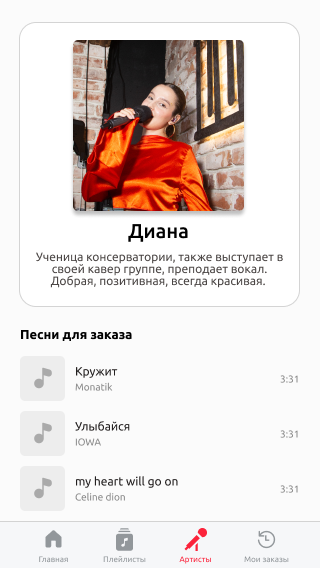 Диана
Ученица консерватории, также выступает в
своей кавер группе, преподает вокал.
Добрая, позитивная, всегда красивая.
Песни для заказа
Кружит
Monatik
3:31
Улыбайся
IOWA
3:31
my heart will go on
Celine dion
3:31
Главная
Плейлисты
Артисты
Мои заказы